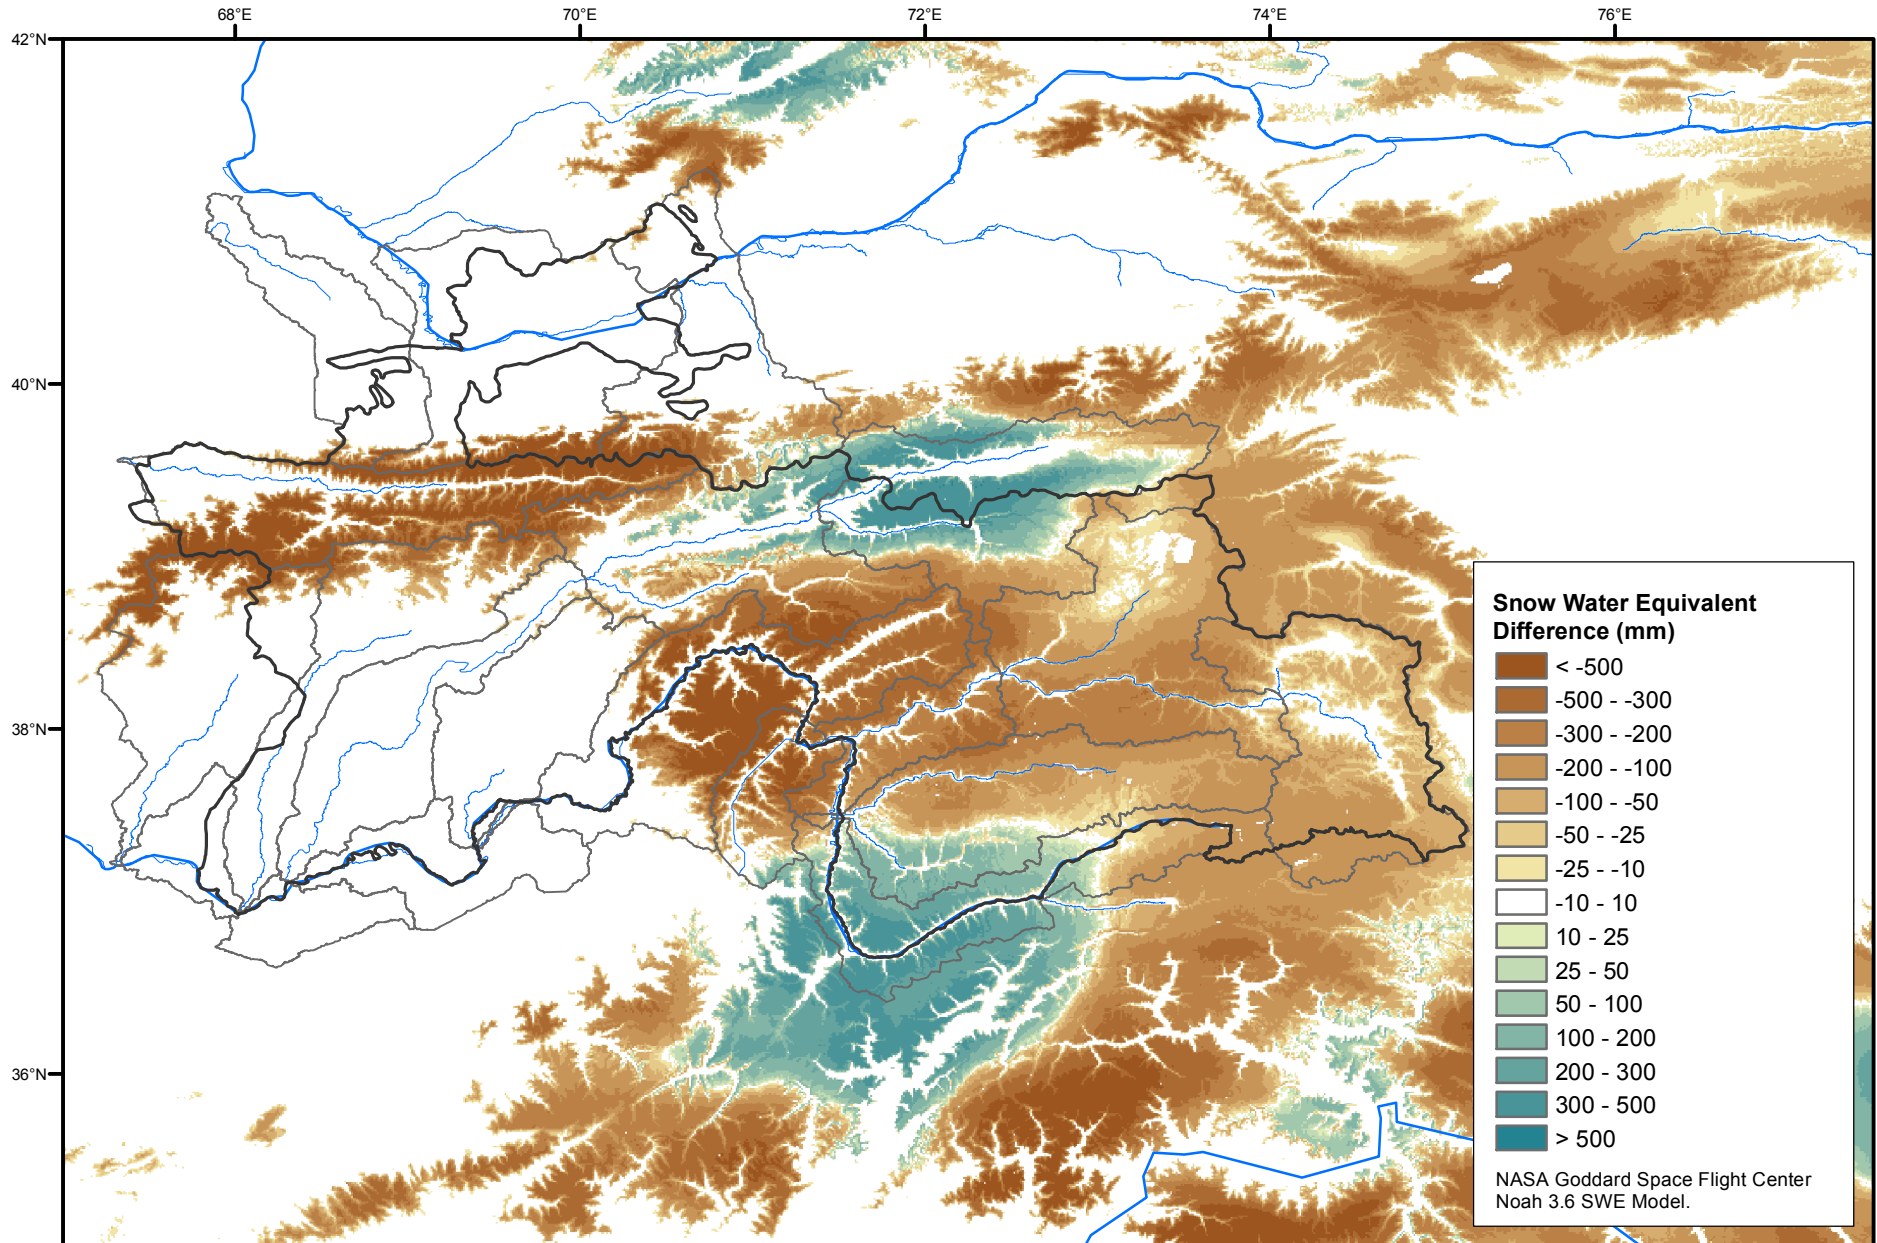 68°E 70°E 72°E 74°E 76°E
42°N
40°N
38°N
36°N
Snow Water Equivalent
Difference (mm)
< -500
-500 - -300
-300 - -200
-200 - -100
-100 - -50
-50 - -25
-25 - -10
-10 - 10
10 - 25
25 - 50
50 - 100
100 - 200
200 - 300
300 - 500
> 500
NASA Goddard Space Flight Center
Noah 3.6 SWE Model.